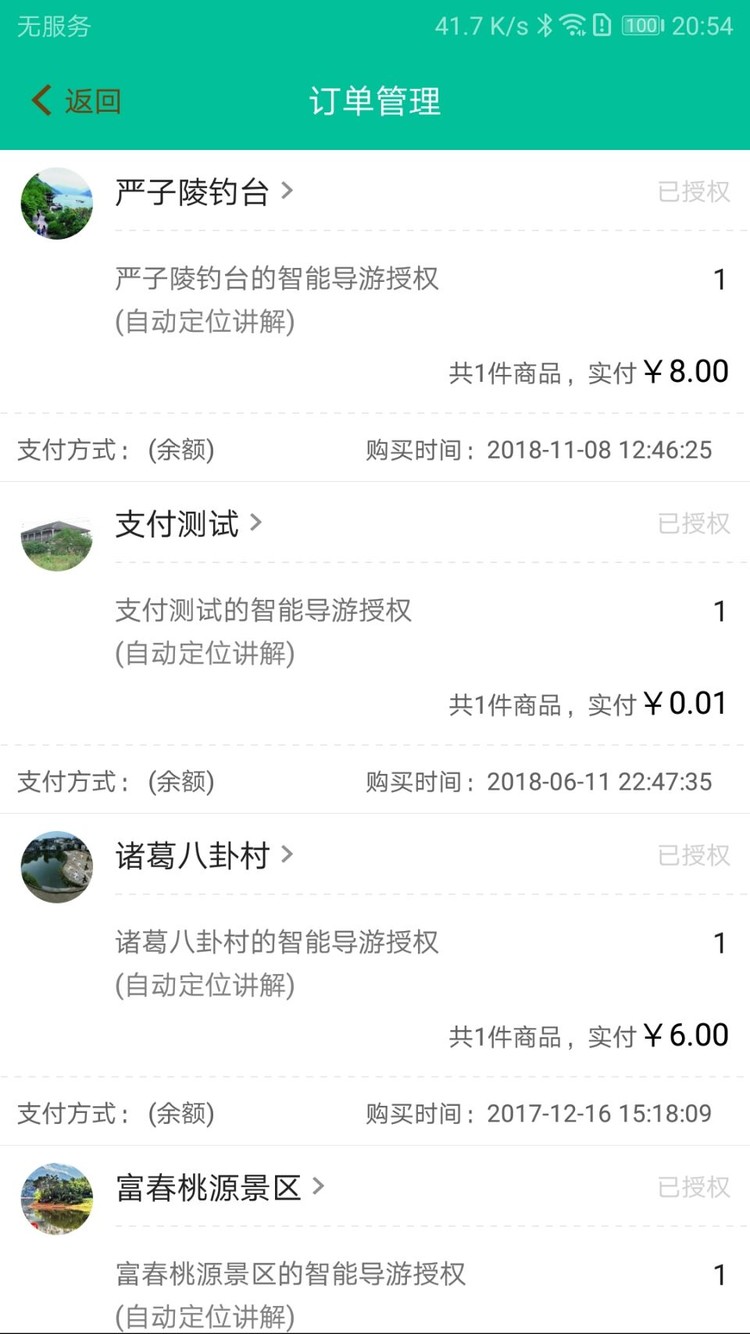 无服务 41.7 K/s 100 20:54
返回 订单管理
严子陵钓台 已授权
严子陵钓台的智能导游授权 1
(自动定位讲解)
共1件商品，实付￥8.00
支付方式：(余额) 购买时间：2018-11-08 12:46:25
支付测试 已授权
支付测试的智能导游授权 1
(自动定位讲解)
共1件商品，实付￥0.01
支付方式：(余额) 购买时间：2018-06-11 22:47:35
诸葛八卦村 已授权
诸葛八卦村的智能导游授权 1
(自动定位讲解)
共1件商品，实付￥6.00
支付方式：(余额) 购买时间：2017-12-16 15:18:09
富春桃源景区 已授权
富春桃源景区的智能导游授权 1
(自动定位讲解)